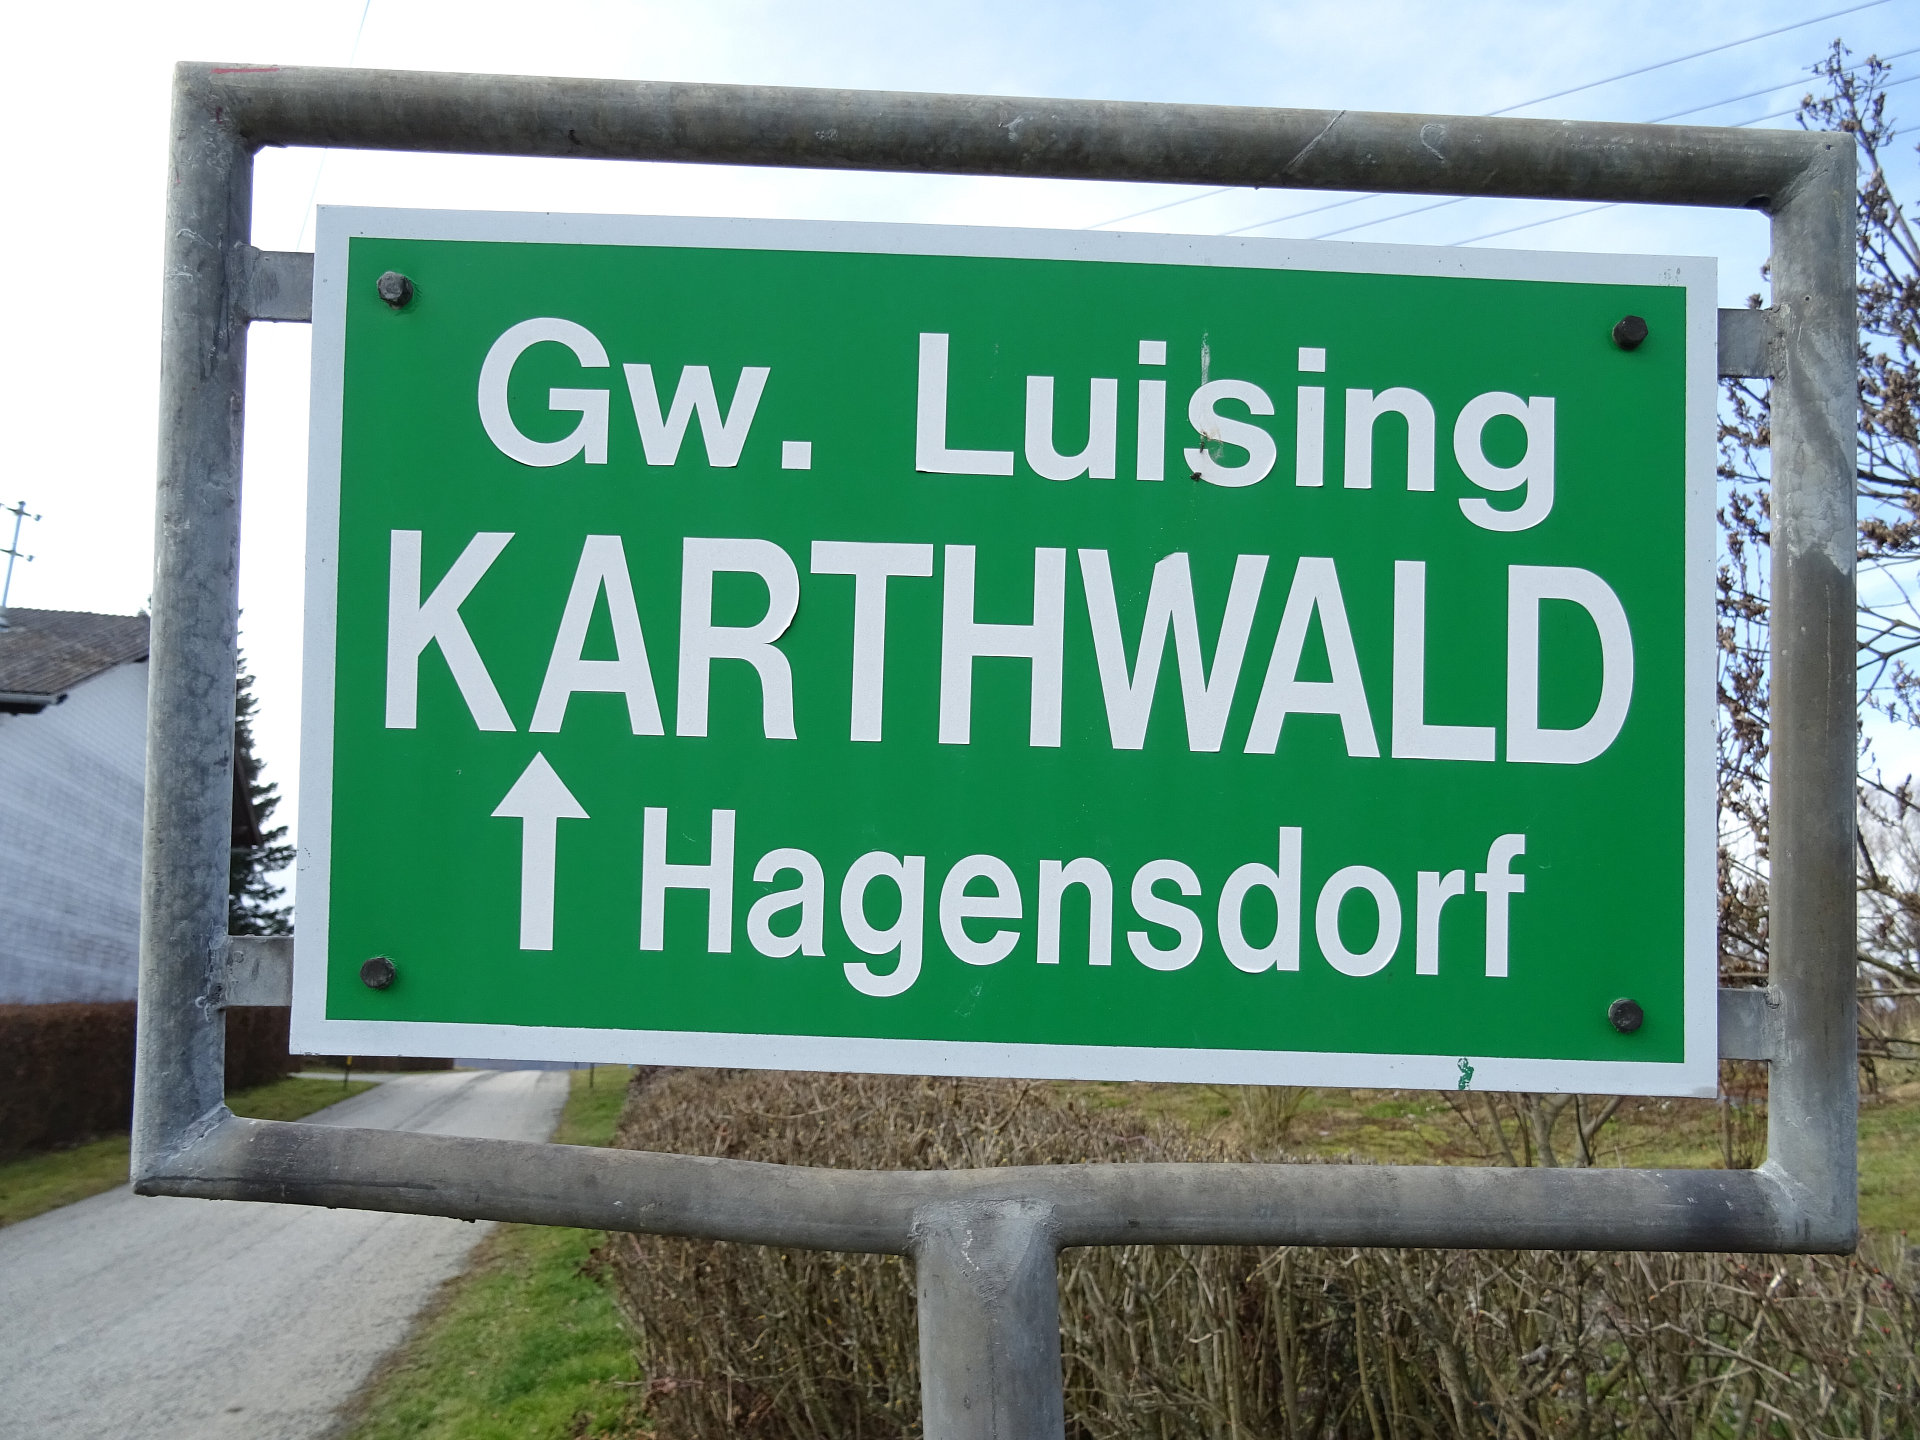 Gw. Luising
KARTHWALD
↑ Hagensdorf